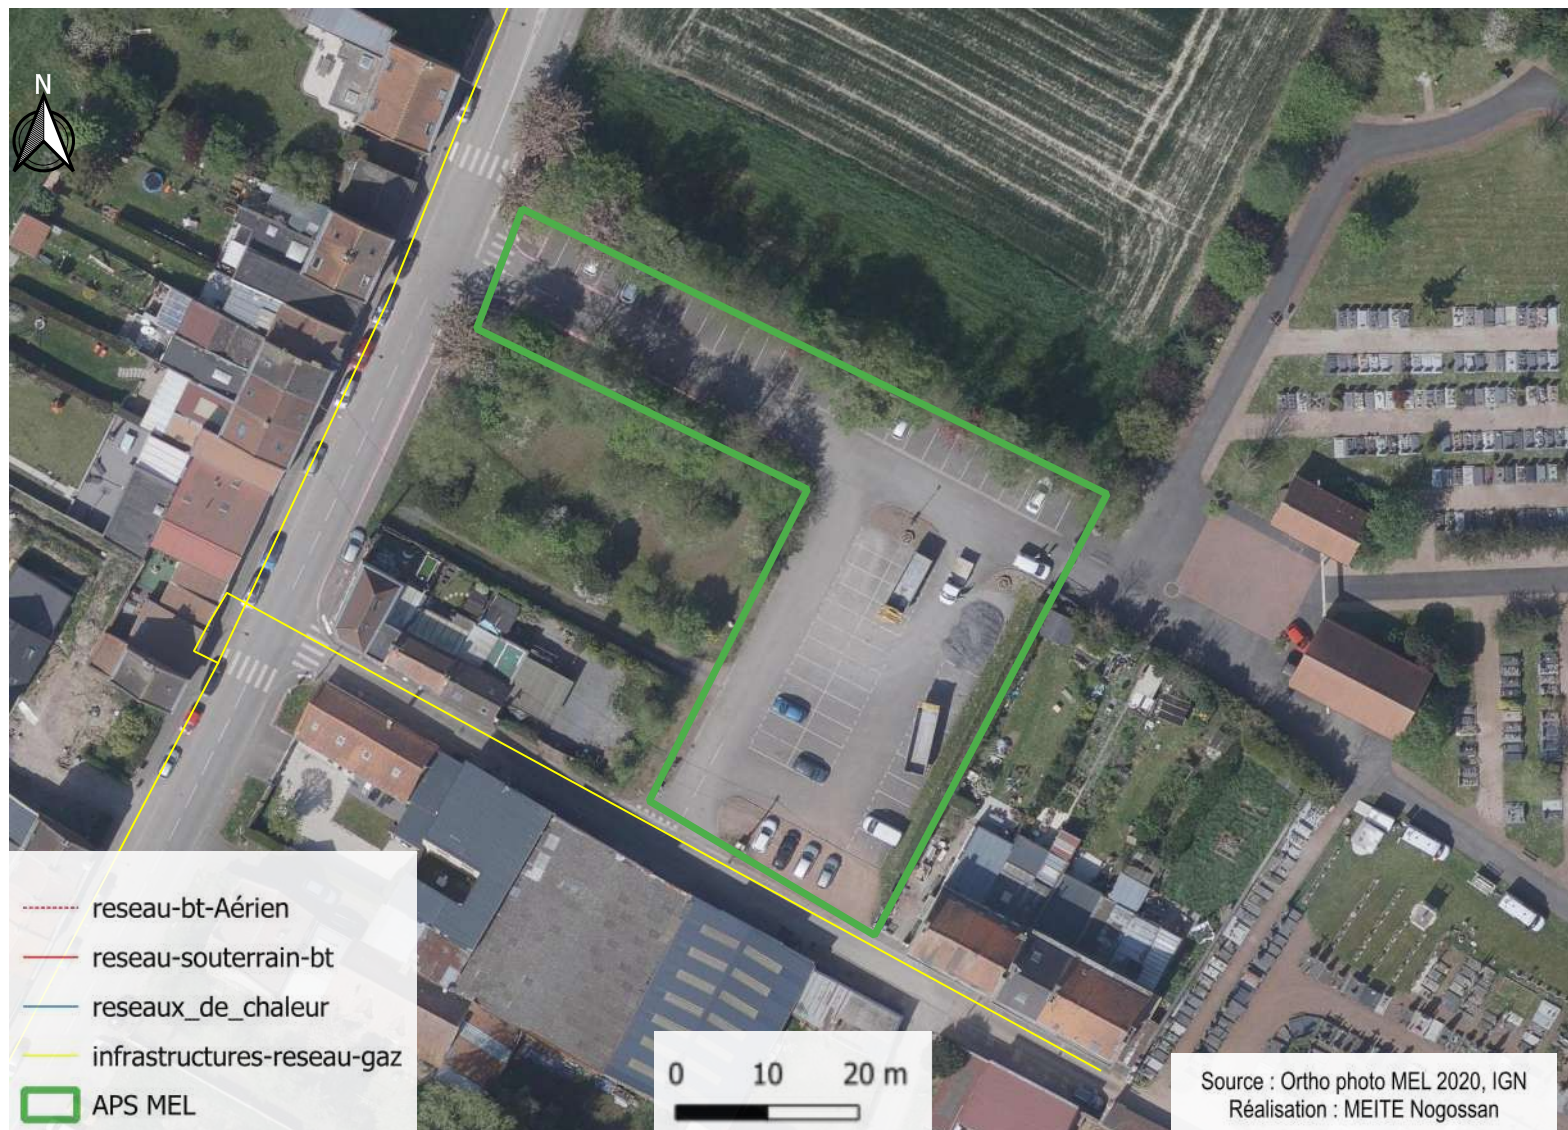 N
reseau-bt-Aérien
reseau-souterrain-bt
reseaux_de_chaleur
infrastructures-reseau-gaz
APS MEL
0 10 20 m
Source : Ortho photo MEL 2020, IGN
Réalisation : MEITE Nogossan